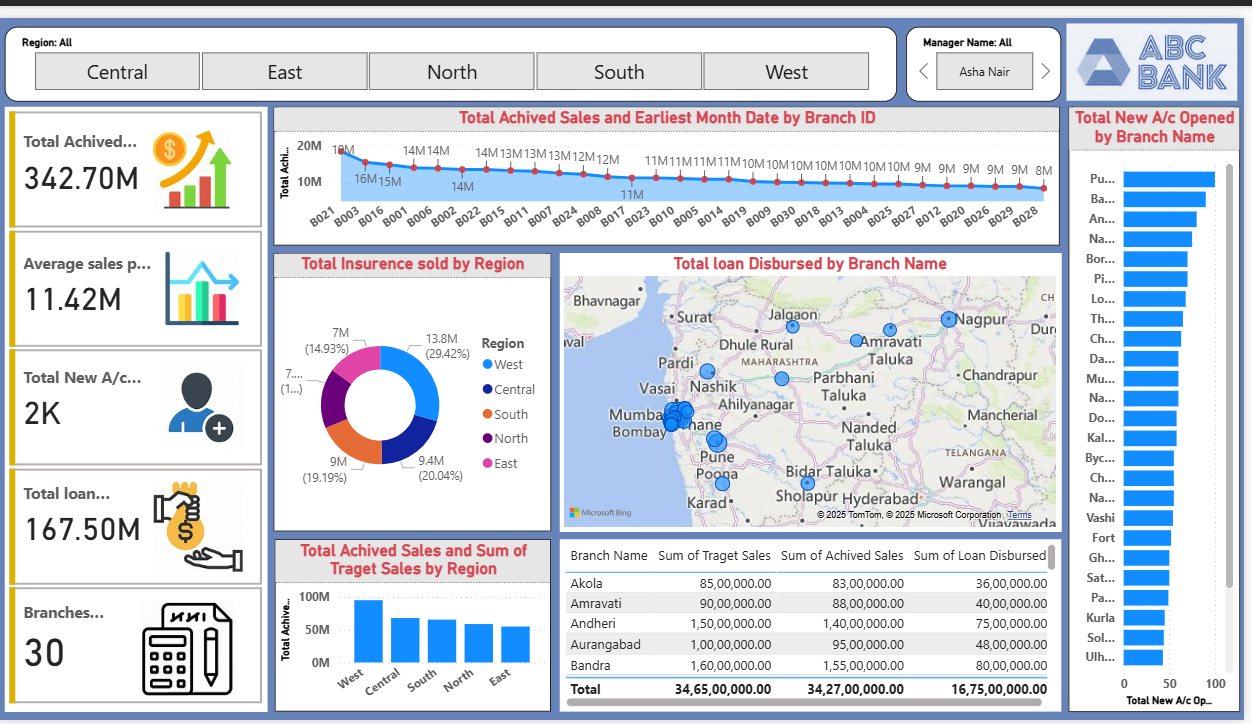 Region: All
Central
East
North
South
West
Manager Name: All
Asha Nair
ABC
BANK
Total Achived...
342.70M
Average sales p...
11.42M
Total New A/c...
2K
Total loan...
167.50M
Branches...
30
Total Achived Sales and Earliest Month Date by Branch ID
Total Achi...
20M
10M
16M
15M
14M
14M
14M
14M
13M
13M
13M
12M
12M
11M
11M
11M
11M
11M
10M
10M
10M
10M
10M
10M
9M
9M
9M
9M
8M
B021
B003
B016
B001
B006
B002
B022
B015
B011
B007
B024
B008
B017
B023
B010
B005
B014
B019
B009
B030
B018
B013
B004
B025
B027
B012
B020
B026
B029
B028
Total Insurence sold by Region
7M
(14.93%)
13.8M
(29.42%)
7....
(1...)
9M
(19.19%)
9.4M
(20.04%)
Region
West
Central
South
North
East
Total loan Disbursed by Branch Name
Bhavnagar
Surat
Jalgaon
Nagpur
CH
Dur
aval
Dhule Rural
Amravati
Taluka
Pardi
MAHARASHTRA
Chandrapur
Vasai
Nashik
Parbhani
Taluka
Mumba
Bombay
Thane
Ahilyanagar
Mancherial
Nanded
Taluka
Pune
Poona
TELANGANA
Bidar Taluka
Warangal
Karad
Sholapur
Hyderabad
Microsoft Bing
© 2025 TomTom, © 2025 Microsoft Corporation, Terms
Vijayawada
Total Achived Sales and Sum of
Traget Sales by Region
Total Achieve...
100M
50M
0M
West
Central
South
North
East
Branch Name Sum of Traget Sales Sum of Achived Sales Sum of Loan Disbursed
Akola 85,00,000.00 83,00,000.00 36,00,000.00
Amravati 90,00,000.00 88,00,000.00 40,00,000.00
Andheri 1,50,00,000.00 1,40,00,000.00 75,00,000.00
Aurangabad 1,00,00,000.00 95,00,000.00 48,00,000.00
Bandra 1,60,00,000.00 1,55,00,000.00 80,00,000.00
Total 34,65,00,000.00 34,27,00,000.00 16,75,00,000.00
Total New A/c Opened
by Branch Name
Pu...
Ba...
An...
Na...
Bor...
Pi...
Lo...
Th...
Ch...
Da...
Mu...
Na...
Do...
Kal...
Byc...
Ch...
Na...
Vashi
Fort
Gh...
Sat...
Pa...
Kurla
Sol...
Ulh...
0
50
100
Total New A/c Op...